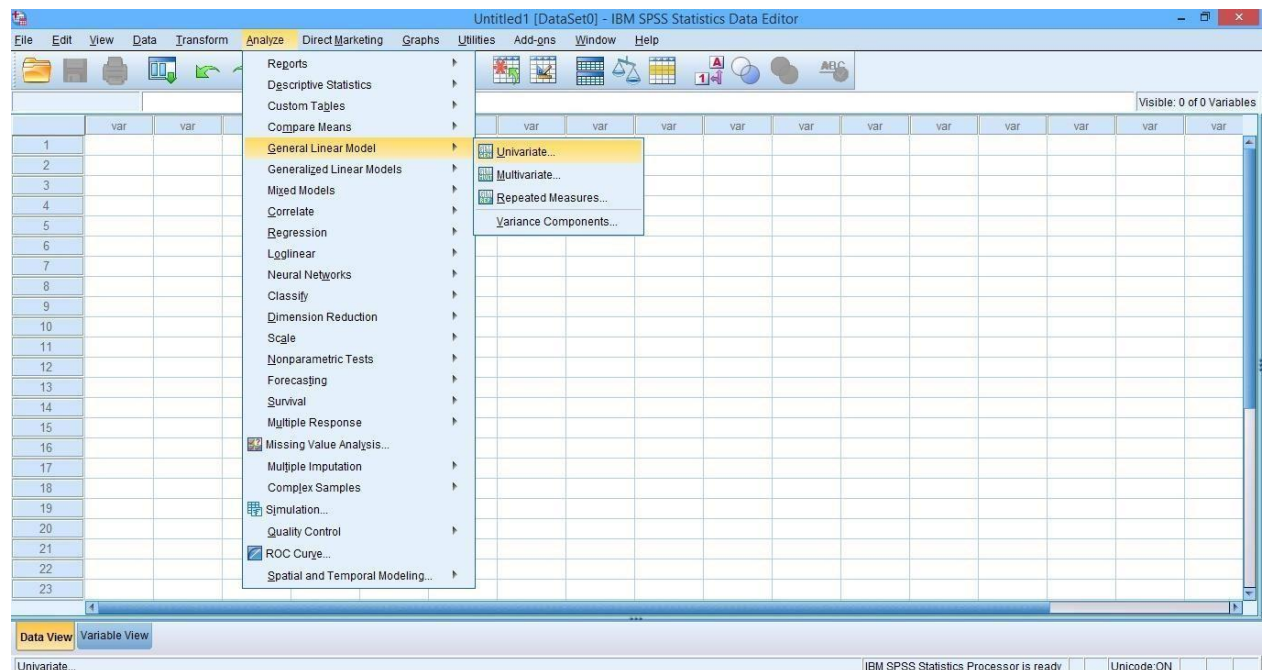 Untitled1 [DataSet0] - IBM SPSS Statistics Data Editor
File Edit View Data Transform Analyze Direct Marketing Graphs Utilities Add-ons Window Help
A
1 4
ABC
Visible: 0 of 0 Variables
var var var var var var var var var var var var var
Reports
Descriptive Statistics
Custom Tables
Compare Means
General Linear Model
Generalized Linear Models
Mixed Models
Correlate
Regression
Loglinear
Neural Networks
Classify
Dimension Reduction
Scale
Nonparametric Tests
Forecasting
Survival
Multiple Response
Missing Value Analysis...
Multiple Imputation
Complex Samples
Simulation...
Quality Control
ROC Curve...
Spatial and Temporal Modeling...
Univariate...
Multivariate...
Repeated Measures...
Variance Components...
1
2
3
4
5
6
7
8
9
10
11
12
13
14
15
16
17
18
19
20
21
22
23
Data View Variable View
Univariate... IBM SPSS Statistics Processor is ready Unicode:ON